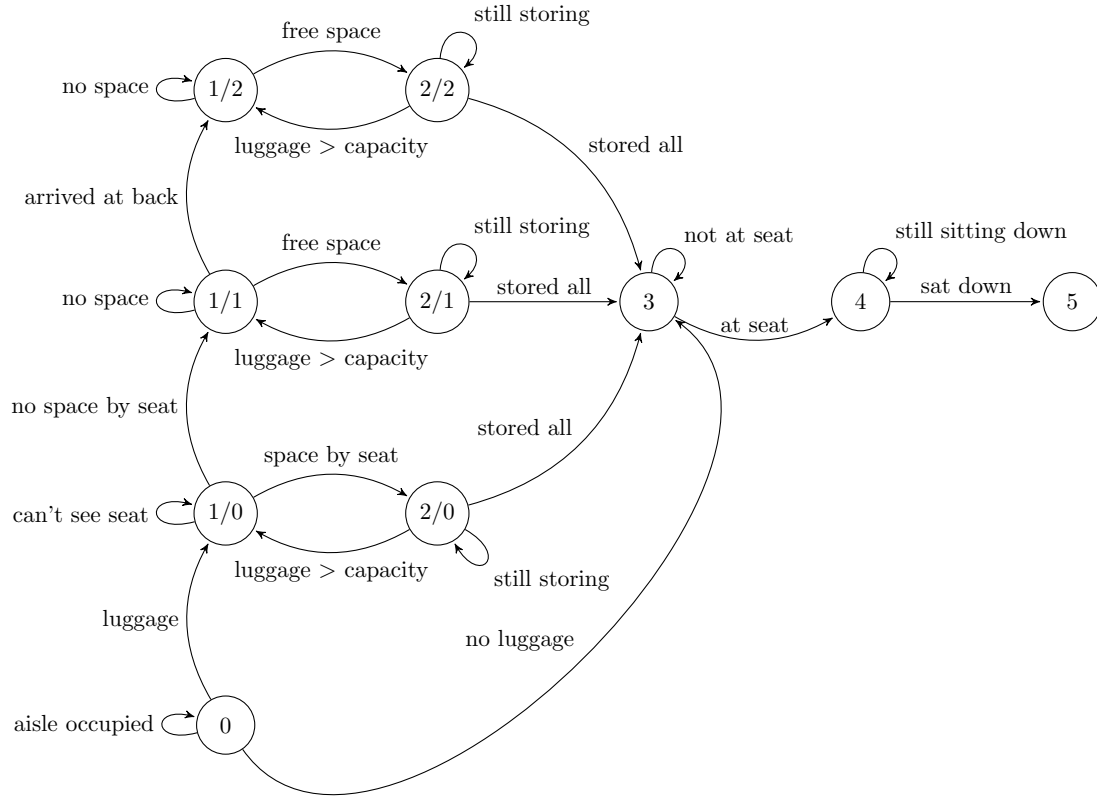 still storing
free space
no space
1/2
2/2
luggage > capacity
stored all
arrived at back
still storing
free space
not at seat
still sitting down
no space
1/1
2/1
stored all
3
at seat
4
sat down
5
luggage > capacity
no space by seat
stored all
space by seat
can't see seat
1/0
2/0
luggage > capacity
still storing
luggage
no luggage
aisle occupied
0